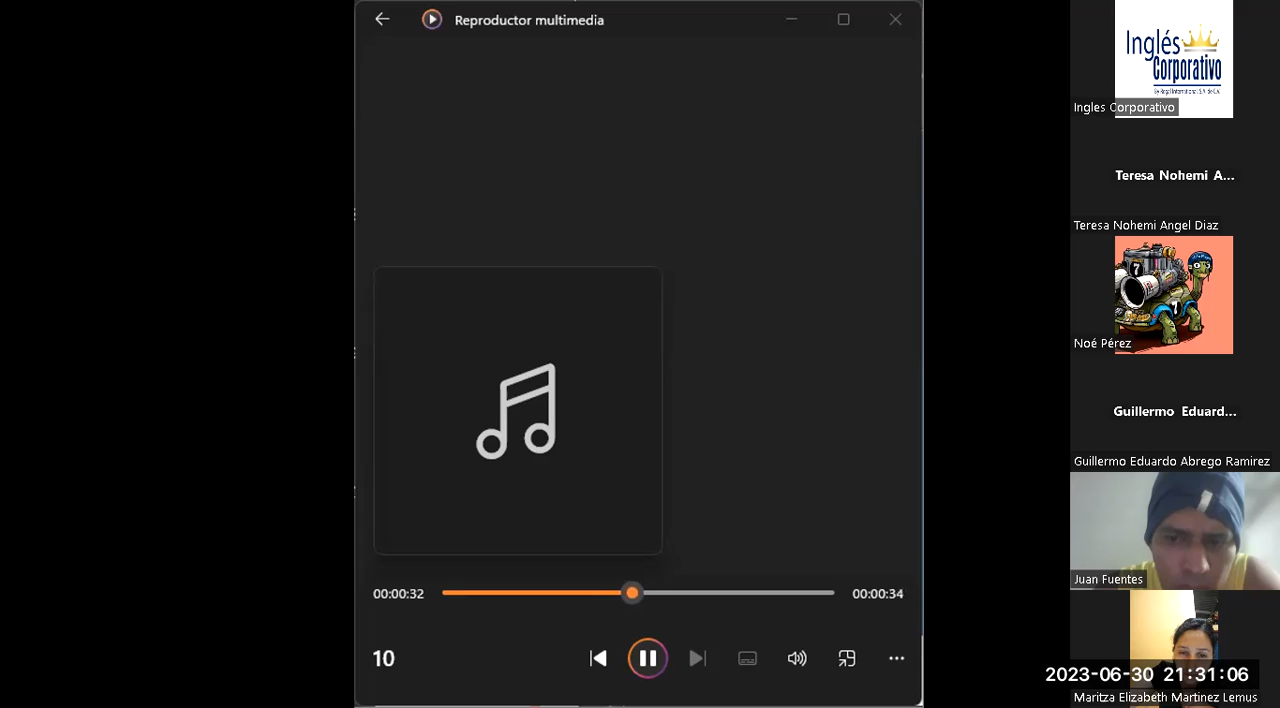 Reproductor multimedia
00:00:32
00:00:34
10
Inglés
Corporativo
Ingles Corporativo
Teresa Nohemi A...
Teresa Nohemi Angel Diaz
7
7
Noé Pérez
Guillermo Eduard...
Guillermo Eduardo Abrego Ramirez
Juan Fuentes
2023-06-30 21:31:06
Maritza Elizabeth Martinez Lemus